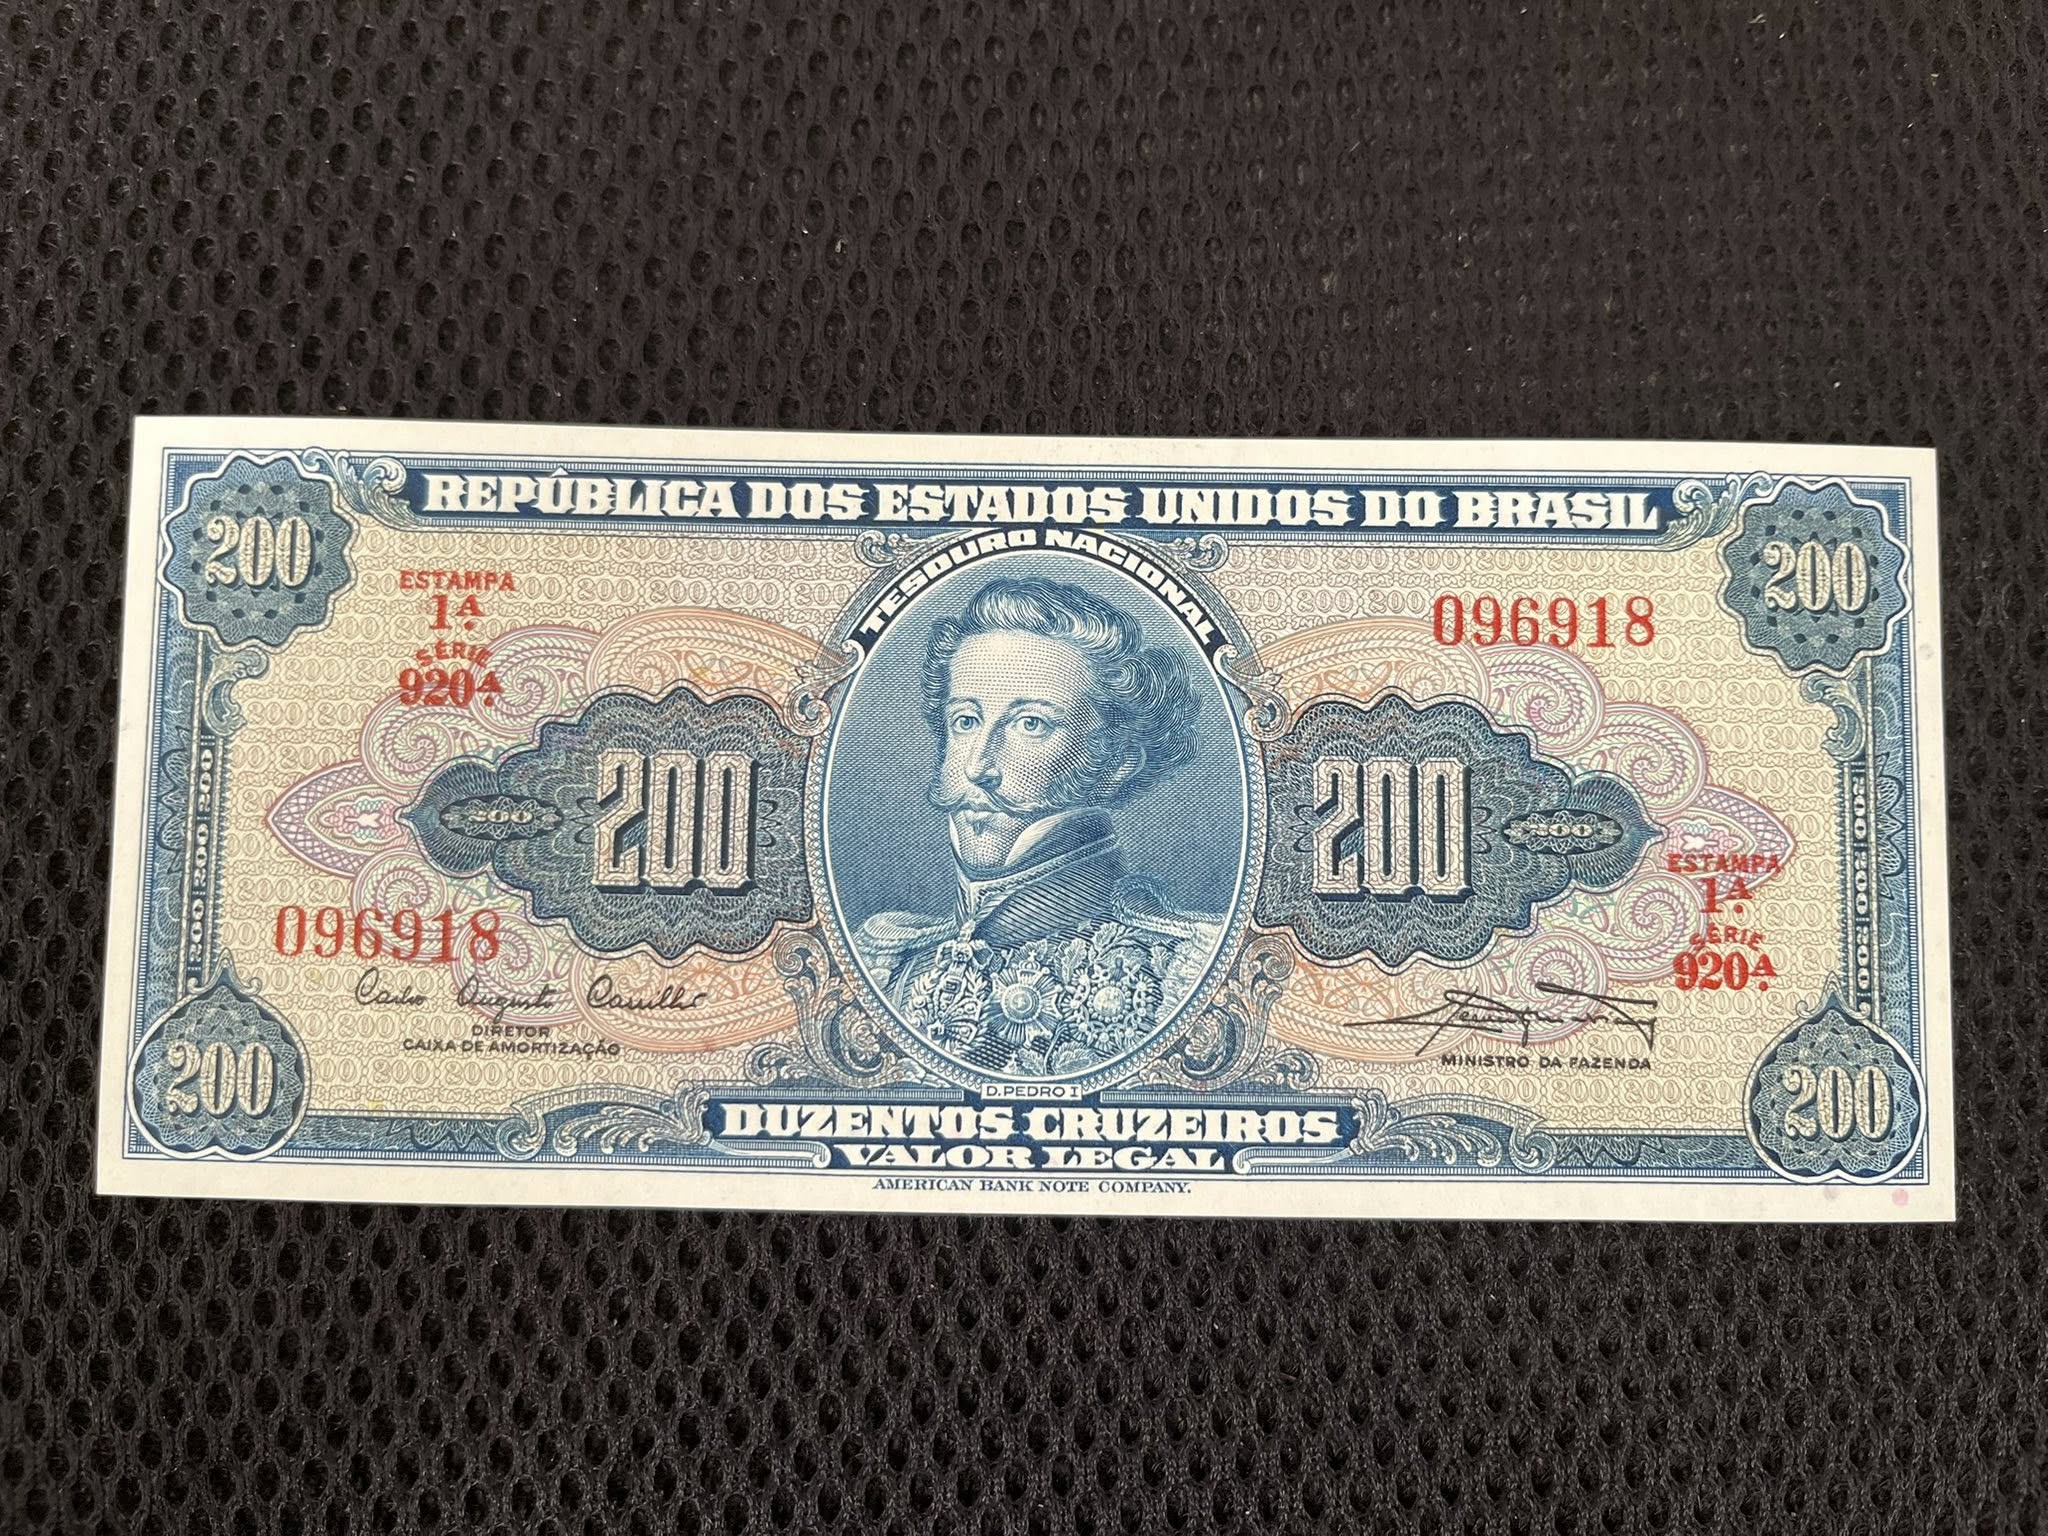 REPÚBLICA DOS ESTADOS UNIDOS DO BRASIL
TESOURO NACIONAL
200
200
ESTAMPA
1ª.
SÉRIE
920ª.
096918
200
200
200
200
096918
ESTAMPA
1ª.
SÉRIE
920ª.
Carlos Augusto Carrilho
DIRETOR
CAIXA DE AMORTIZAÇÃO
MINISTRO DA FAZENDA
200
200
D. PEDRO I
DUZENTOS CRUZEIROS
VALOR LEGAL
AMERICAN BANK NOTE COMPANY.